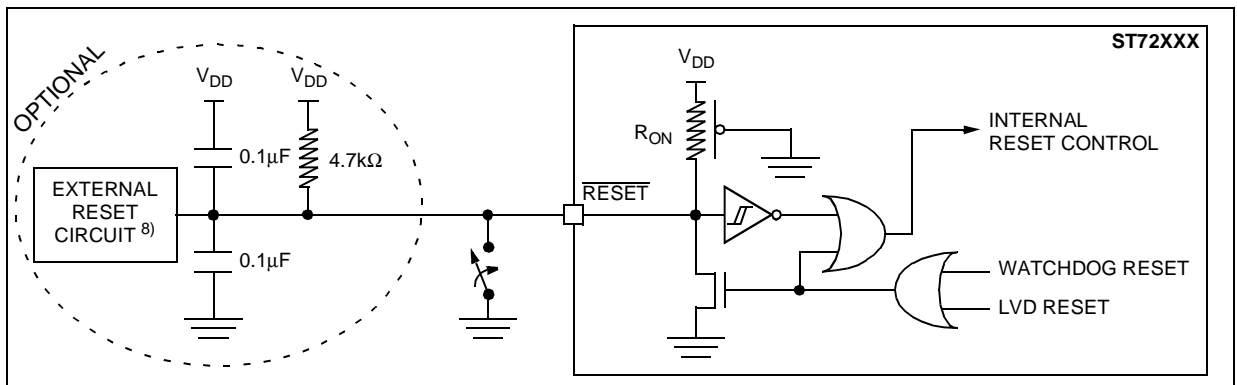 ST72XXX
OPTIONAL
V_DD
V_DD
V_DD
0.1μF
4.7kΩ
R_ON
INTERNAL
RESET CONTROL
EXTERNAL
RESET
CIRCUIT 8)
RESET
0.1μF
WATCHDOG RESET
LVD RESET